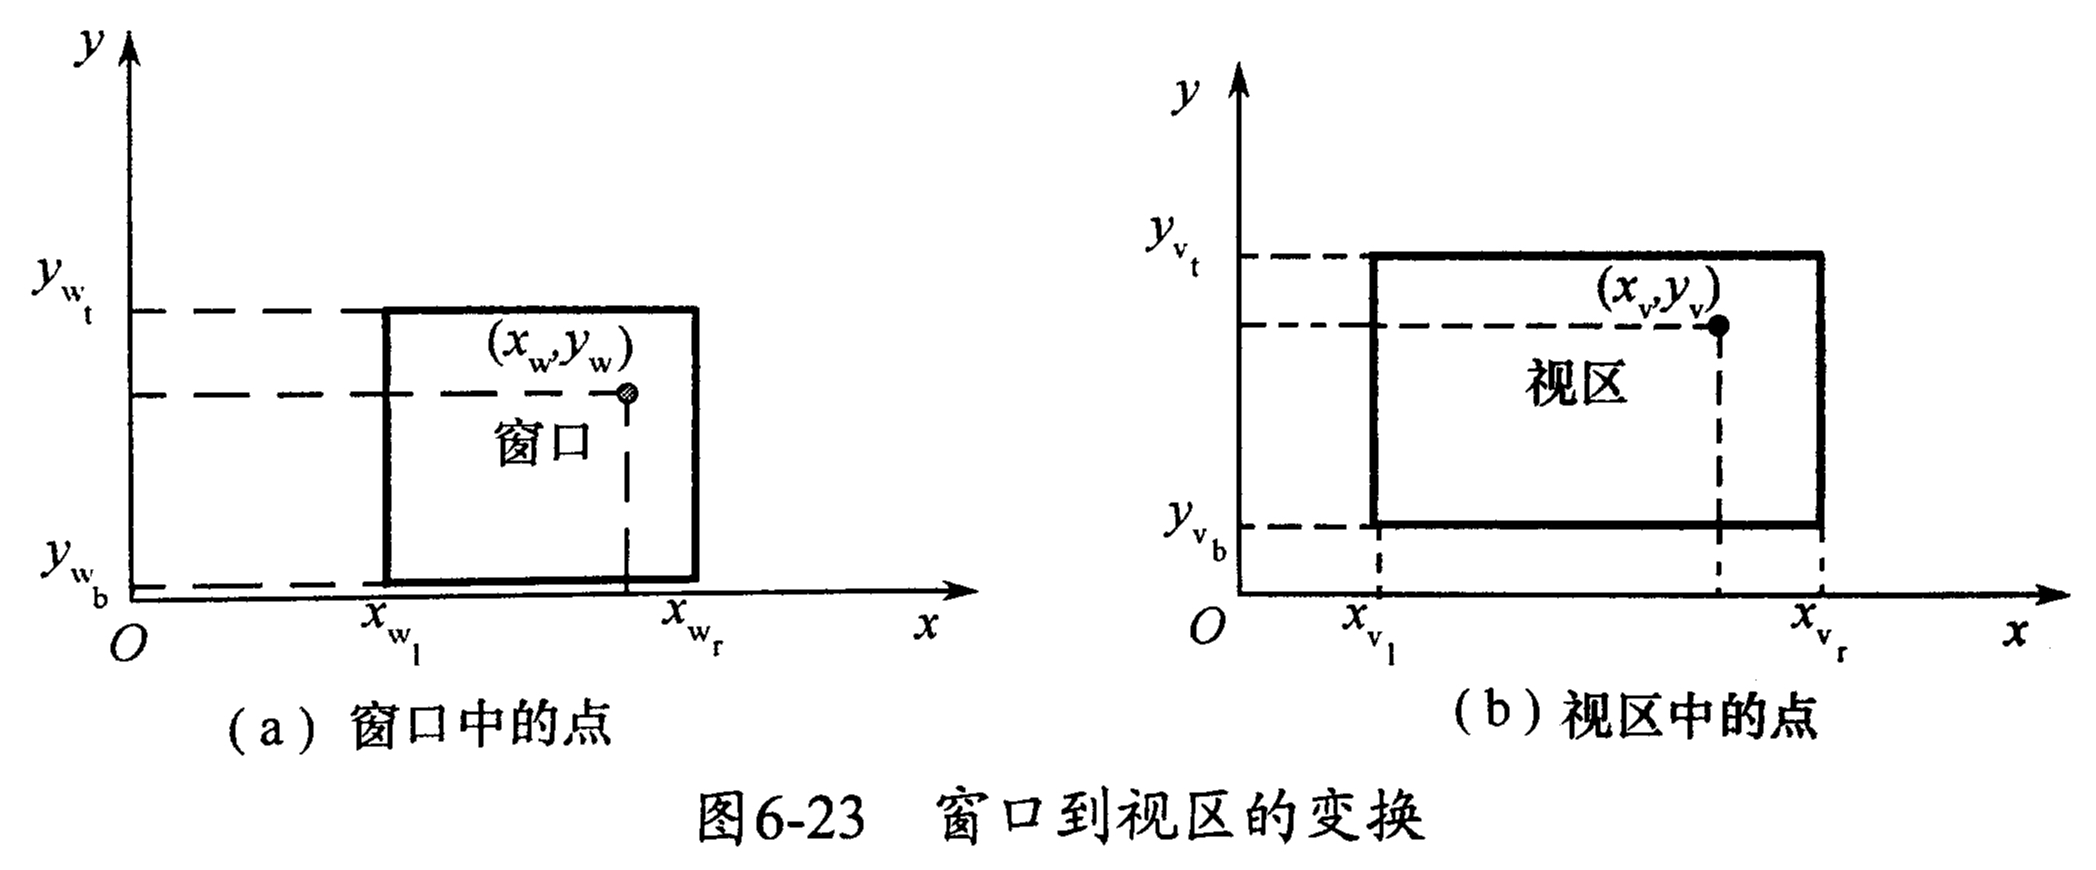 y
y_{w_t}
(x_w, y_w)
窗口
y_{w_b}
O
x_{w_l}
x_{w_r}
x
(a) 窗口中的点
y
y_{v_t}
(x_v, y_v)
视区
y_{v_b}
O
x_{v_l}
x_{v_r}
x
(b) 视区中的点
图6-23 窗口到视区的变换